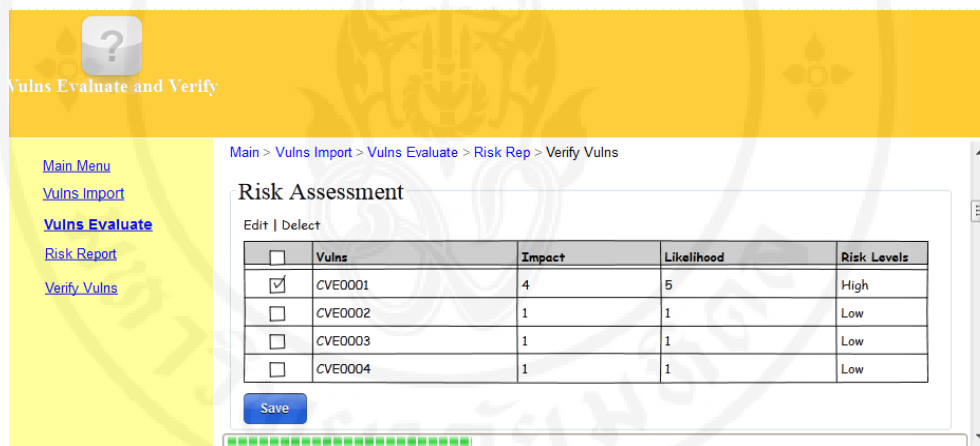 ?
Vulns Evaluate and Verify
Main > Vulns Import > Vulns Evaluate > Risk Rep > Verify Vulns
Main Menu
Vulns Import
Vulns Evaluate
Risk Report
Verify Vulns
Risk Assessment
Edit | Delect
Vulns Impact Likelihood Risk Levels
CVE0001 4 5 High
CVE0002 1 1 Low
CVE0003 1 1 Low
CVE0004 1 1 Low
Save